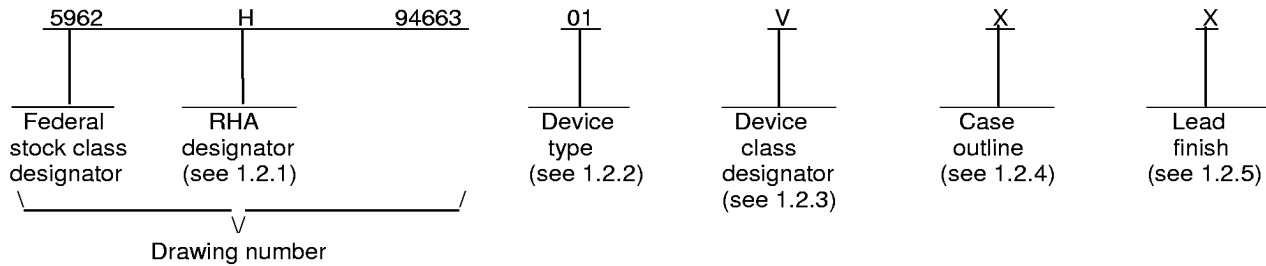 5962 H 94663 01 V X X
Federal stock class designator
RHA designator (see 1.2.1)
Device type (see 1.2.2)
Device class designator (see 1.2.3)
Case outline (see 1.2.4)
Lead finish (see 1.2.5)
Drawing number